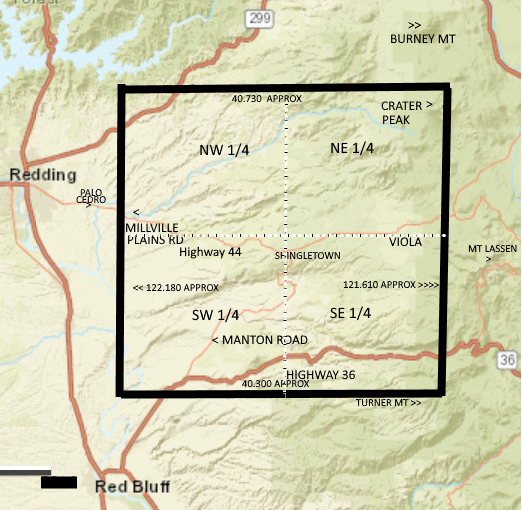 Forest
299
>>
BURNEY MT
40.730 APPROX
CRATER >
PEAK
NW 1/4
NE 1/4
Redding
PALO
CEDRO
>
<
MILLVILLE
PLAINS RD
VIOLA
Highway 44
SHINGLETOWN
MT LASSEN
>
<< 122.180 APPROX
121.610 APPROX >>>>
SW 1/4
SE 1/4
< MANTON ROAD
36
HIGHWAY 36
40.300 APPROX
TURNER MT >>
Red Bluff